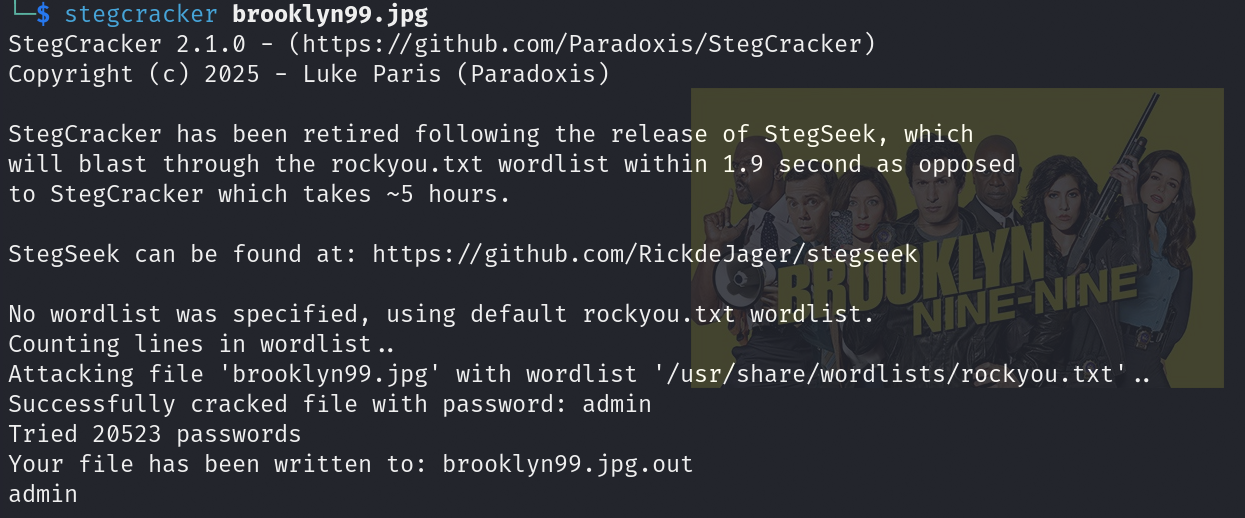 └─$ stegcracker brooklyn99.jpg
StegCracker 2.1.0 - (https://github.com/Paradoxis/StegCracker)
Copyright (c) 2025 - Luke Paris (Paradoxis)
StegCracker has been retired following the release of StegSeek, which
will blast through the rockyou.txt wordlist within 1.9 second as opposed
to StegCracker which takes ~5 hours.
StegSeek can be found at: https://github.com/RickdeJager/stegseek
BROOKLYN
NINE-NINE
No wordlist was specified, using default rockyou.txt wordlist.
Counting lines in wordlist..
Attacking file 'brooklyn99.jpg' with wordlist '/usr/share/wordlists/rockyou.txt'..
Successfully cracked file with password: admin
Tried 20523 passwords
Your file has been written to: brooklyn99.jpg.out
admin